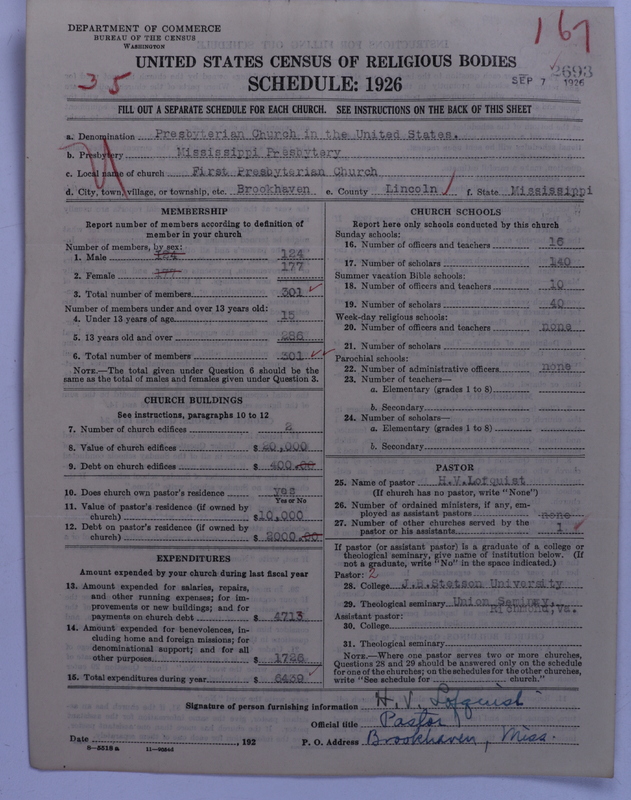 DEPARTMENT OF COMMERCE
BUREAU OF THE CENSUS
WASHINGTON
167
35
UNITED STATES CENSUS OF RELIGIOUS BODIES
SCHEDULE: 1926
2693
SEP 7 1926
FILL OUT A SEPARATE SCHEDULE FOR EACH CHURCH. SEE INSTRUCTIONS ON THE BACK OF THIS SHEET
a. Denomination Presbyterian Church in the United States.
b. Presbytery Mississippi Presbytery
c. Local name of church First Presbyterian Church
d. City, town, village, or township, etc. Brookhaven e. County Lincoln f. State Mississippi
MEMBERSHIP
Report number of members according to definition of
member in your church
Number of members, by sex:
1. Male 124 124
2. Female 177 177
3. Total number of members 301
Number of members under and over 13 years old:
4. Under 13 years of age 15
5. 13 years old and over 286
6. Total number of members 301
NOTE.—The total given under Question 6 should be
same as the total of males and females given under Question 3.
CHURCH BUILDINGS
See instructions, paragraphs 10 to 12
7. Number of church edifices 2
8. Value of church edifices $ 20,000
9. Debt on church edifices $ 400.00
10. Does church own pastor's residence yes
Yes or No
11. Value of pastor's residence (if owned by
church) $10,000
12. Debt on pastor's residence (if owned by
church) $ 2000.00
EXPENDITURES
Amount expended by your church during last fiscal year
13. Amount expended for salaries, repairs,
and other running expenses; for im-
provements or new buildings; and for
payments on church debt $ 4713
14. Amount expended for benevolences, in-
cluding home and foreign missions; for
denominational support; and for all
other purposes $ 1726
15. Total expenditures during year $ 6439
CHURCH SCHOOLS
Report here only schools conducted by this church
Sunday schools:
16. Number of officers and teachers 16
17. Number of scholars 140
Summer vacation Bible schools:
18. Number of officers and teachers 10
19. Number of scholars 40
Week-day religious schools:
20. Number of officers and teachers none
21. Number of scholars
Parochial schools:
22. Number of administrative officers none
23. Number of teachers—
a. Elementary (grades 1 to 8)
b. Secondary
24. Number of scholars—
a. Elementary (grades 1 to 8)
b. Secondary
PASTOR
25. Name of pastor H.V.Lofquist
(If church has no pastor, write "None")
26. Number of ordained ministers, if any, em-
ployed as assistant pastors none
27. Number of other churches served by the
pastor or his assistants 1
If pastor (or assistant pastor) is a graduate of a college or
theological seminary, give name of institution below. (If
not a graduate, write "No" in the space indicated.)
Pastor: 2
28. College J.B.Stetson University
29. Theological seminary Union Seminary,
Richmond,Va.
Assistant pastor:
30. College
31. Theological seminary
NOTE.—Where one pastor serves two or more churches,
Questions 28 and 29 should be answered only on the schedule
for one of the churches; on the schedules for the other churches,
write "See schedule for church."
Signature of person furnishing information H. V. Lofquist
Official title Pastor
Date , 192 P. O. Address Brookhaven, Miss.
8—5518 a